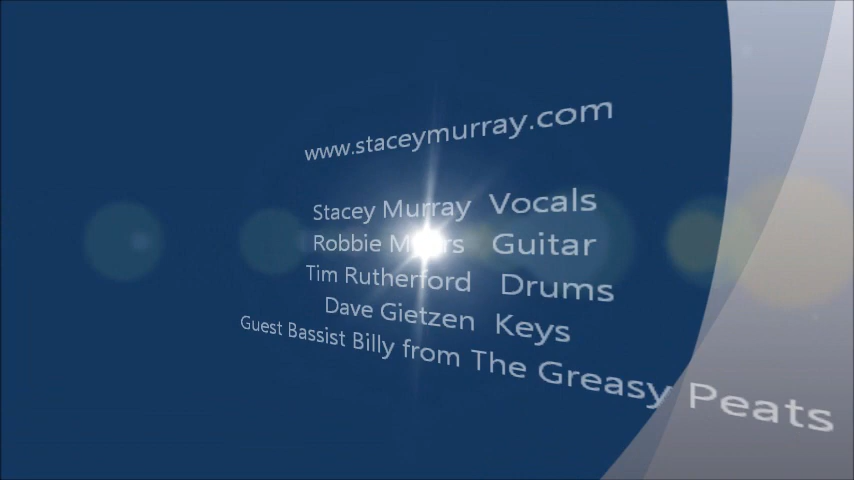 www.staceymurray.com
Stacey Murray Vocals
Robbie Guitar
Tim Rutherford Drums
Dave Gietzen Keys
Guest Bassist Billy from The Greasy Peats